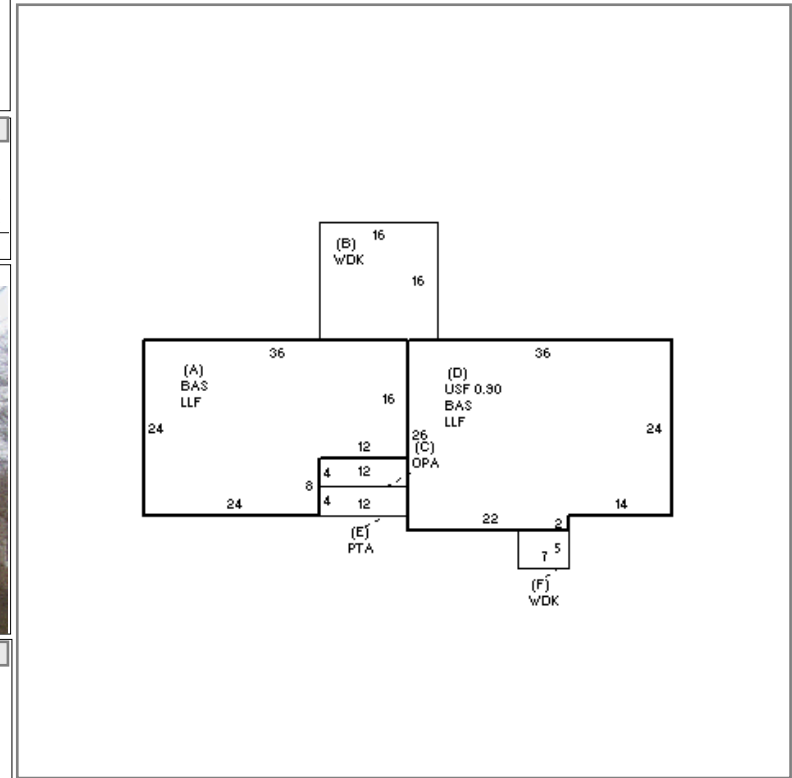 16
(B)
WDK
16
36
36
(A)
BAS
LLF
(D)
USF 0.90
BAS
LLF
16
24
26
24
12
(C)
OPA
4
12
8
4
12
24
14
22
2
(E)
PTA
7
5
(F)
WDK